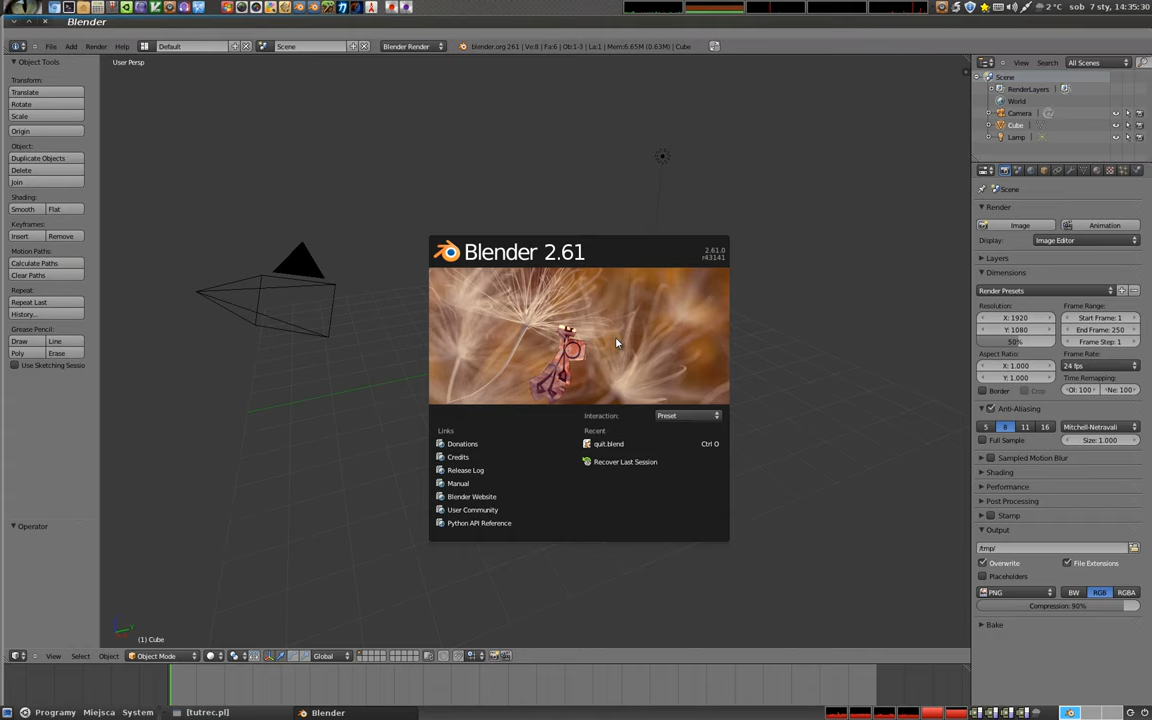 2 °C sob 7 sty, 14:35:30
Blender
File Add Render Help Default Scene Blender Render blender.org 261 | Ve:8 | Fa:6 | Ob:1-3 | La:1 | Mem:6.65M (0.63M) | Cube
View Search All Scenes
Object Tools
User Persp
Transform:
Translate
Rotate
Scale
Origin
Object:
Duplicate Objects
Delete
Join
Shading:
Smooth Flat
Keyframes:
Insert Remove
Motion Paths:
Calculate Paths
Clear Paths
Repeat:
Repeat Last
History...
Grease Pencil:
Draw Line
Poly Erase
Use Sketching Sessio
Operator
Blender 2.61
2.61.0
r43141
Interaction: Preset
Links
Donations
Credits
Release Log
Manual
Blender Website
User Community
Python API Reference
Recent
quit.blend Ctrl O
Recover Last Session
(1) Cube
View Select Object Object Mode Global
Scene
RenderLayers
World
Camera
Cube
Lamp
Scene
Render
Image Animation
Display: Image Editor
Layers
Dimensions
Render Presets
Resolution: Frame Range:
X: 1920 Start Frame: 1
Y: 1080 End Frame: 250
50% Frame Step: 1
Aspect Ratio: Frame Rate:
X: 1.000 24 fps
Y: 1.000 Time Remapping:
Border Crop Ol: 100 Ne: 100
Anti-Aliasing
5 8 11 16 Mitchell-Netravali
Full Sample Size: 1.000
Sampled Motion Blur
Shading
Performance
Post Processing
Stamp
Output
/tmp/
Overwrite File Extensions
Placeholders
PNG BW RGB RGBA
Compression: 90%
Bake
Programy Miejsca System [tutrec.pl] Blender